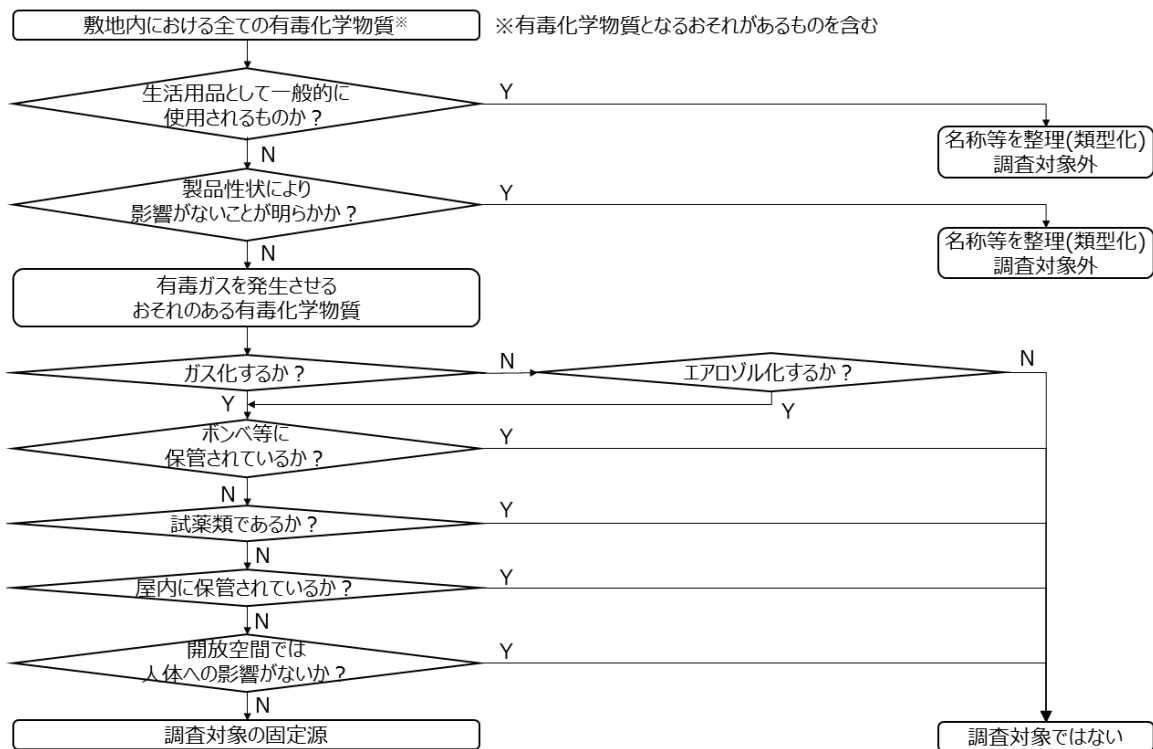 敷地内における全ての有毒化学物質※
※有毒化学物質となるおそれがあるものを含む
生活用品として一般的に
使用されるものか？
Y
名称等を整理(類型化)
調査対象外
N
製品性状により
影響がないことが明らかか？
Y
名称等を整理(類型化)
調査対象外
N
有毒ガスを発生させる
おそれのある有毒化学物質
ガス化するか？
N
エアロゾル化するか？
N
Y
Y
ボンベ等に
保管されているか？
Y
N
試薬類であるか？
Y
N
屋内に保管されているか？
Y
N
開放空間では
人体への影響がないか？
Y
N
調査対象の固定源
調査対象ではない